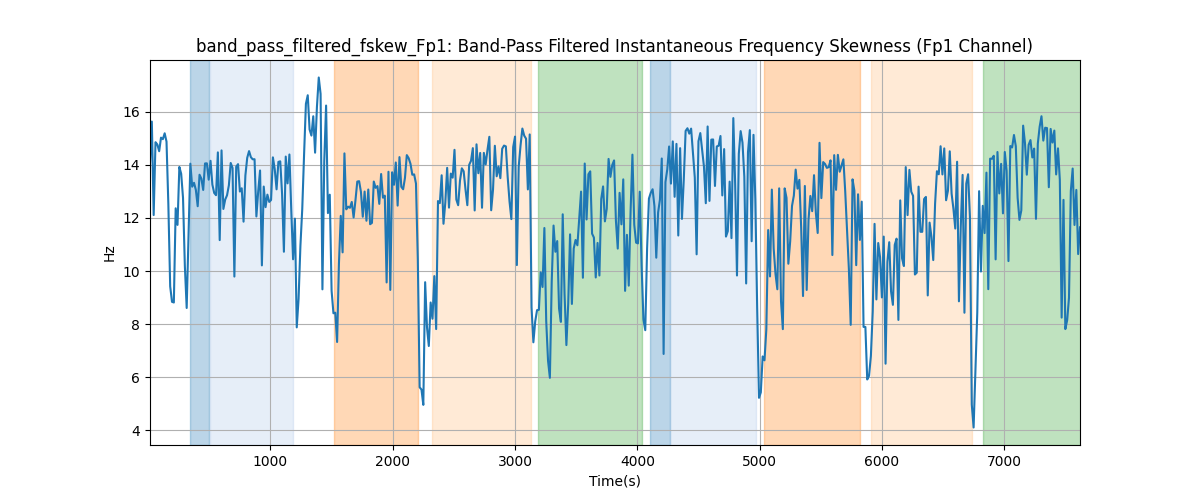 band_pass_filtered_fskew_Fp1: Band-Pass Filtered Instantaneous Frequency Skewness (Fp1 Channel)
16
14
12
10
8
6
4
Hz
1000 2000 3000 4000 5000 6000 7000
Time(s)